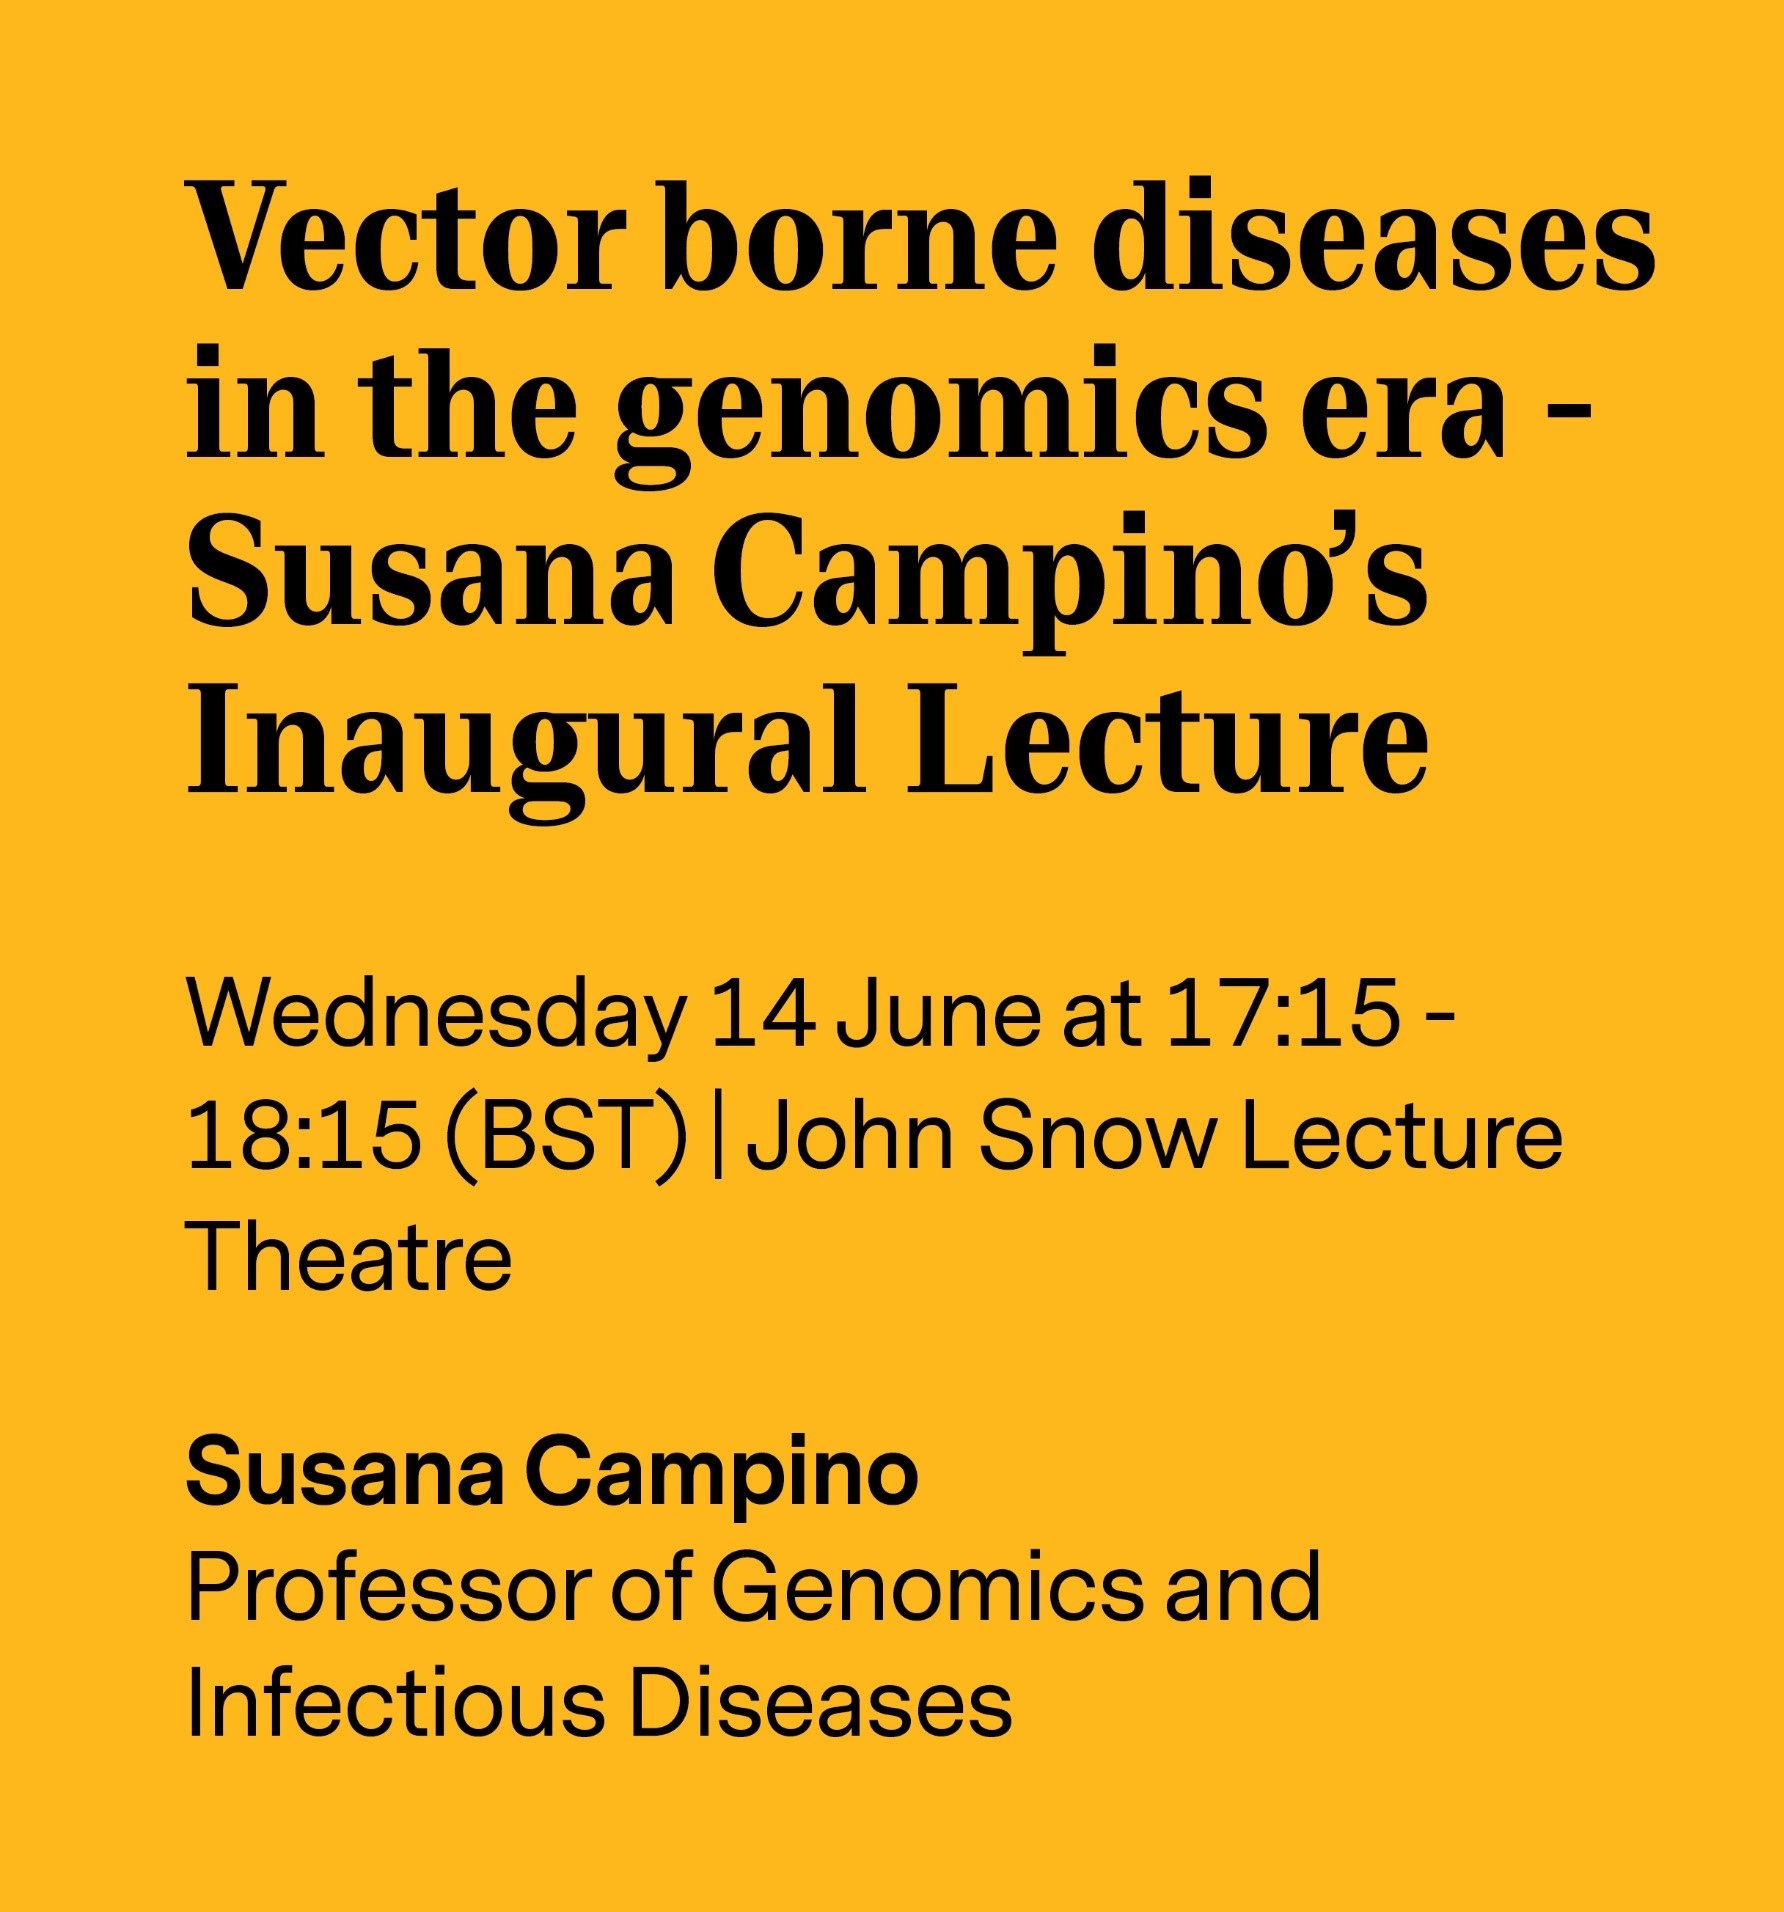 Vector borne diseases
in the genomics era -
Susana Campino’s
Inaugural Lecture
Wednesday 14 June at 17:15 -
18:15 (BST) | John Snow Lecture
Theatre
Susana Campino
Professor of Genomics and
Infectious Diseases